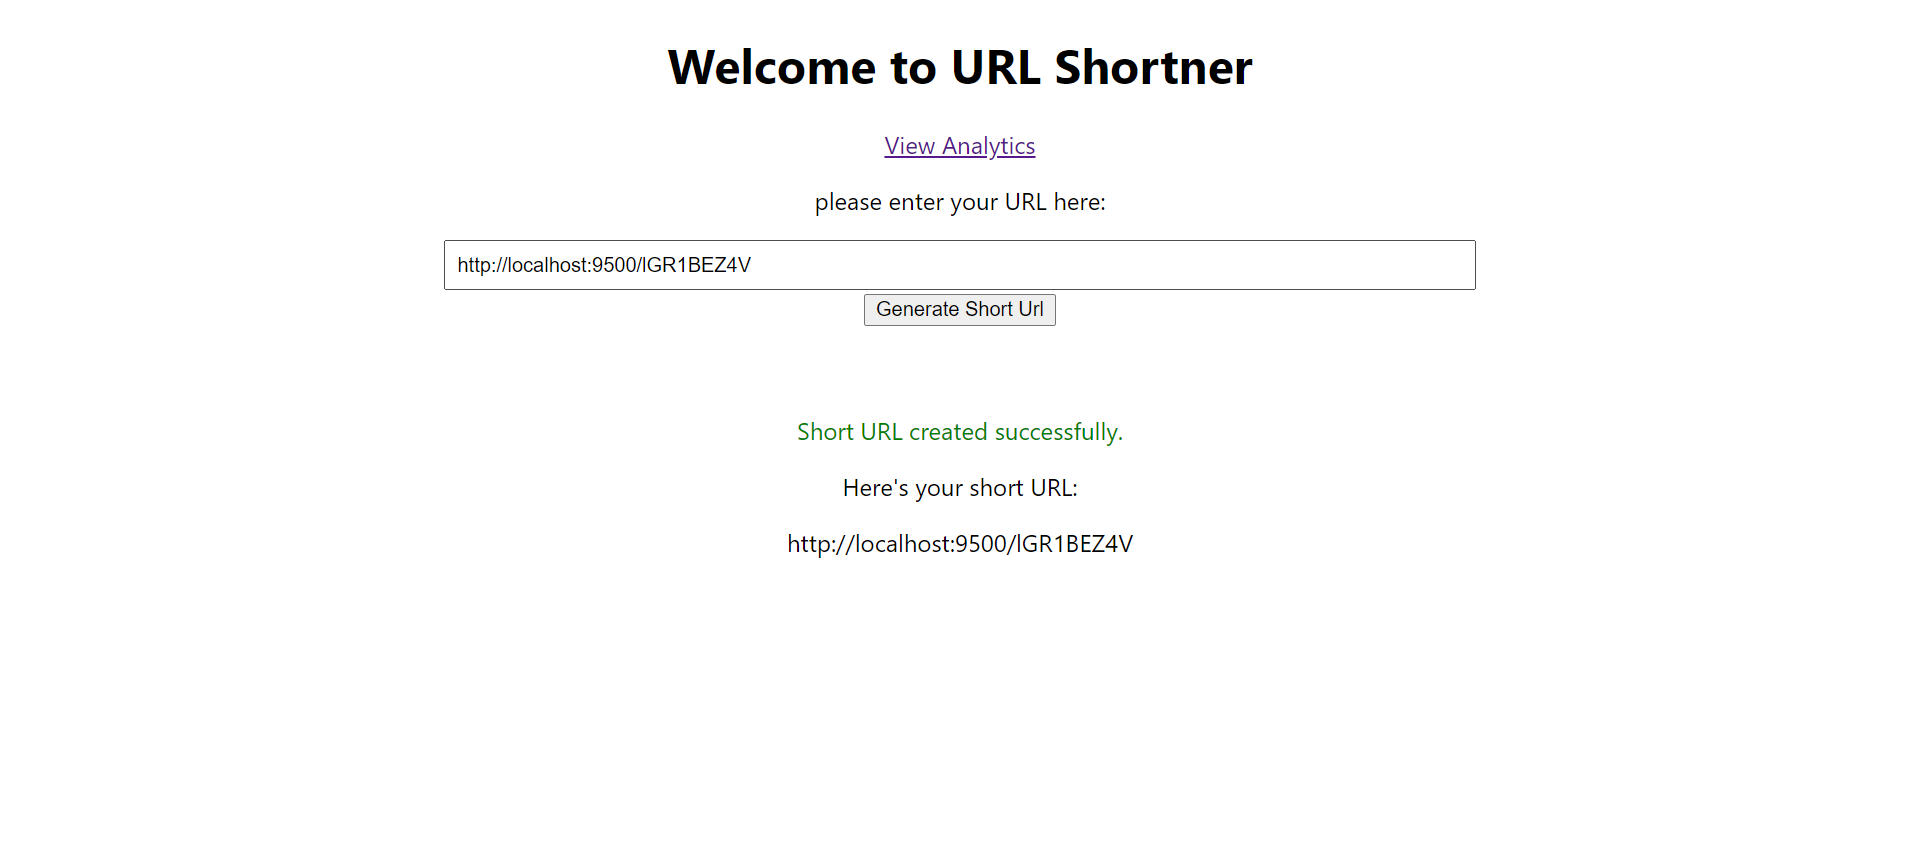 Welcome to URL Shortner
View Analytics
please enter your URL here:
http://localhost:9500/lGR1BEZ4V
Generate Short Url
Short URL created successfully.
Here's your short URL:
http://localhost:9500/lGR1BEZ4V